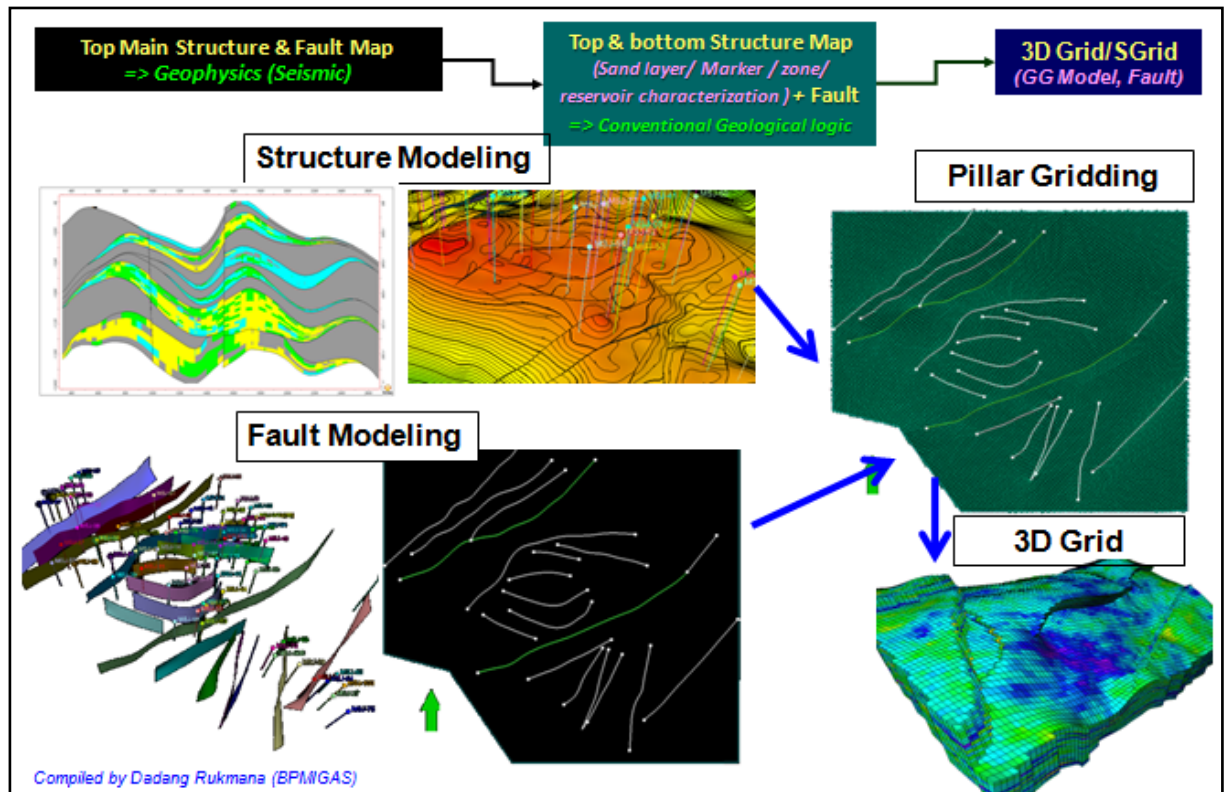 Top Main Structure & Fault Map
=> Geophysics (Seismic)
Top & bottom Structure Map
(Sand layer/ Marker / zone/
reservoir characterization ) + Fault
=> Conventional Geological logic
3D Grid/SGrid
(GG Model, Fault)
Structure Modeling
Pillar Gridding
Fault Modeling
3D Grid
Compiled by Dadang Rukmana (BPMIGAS)